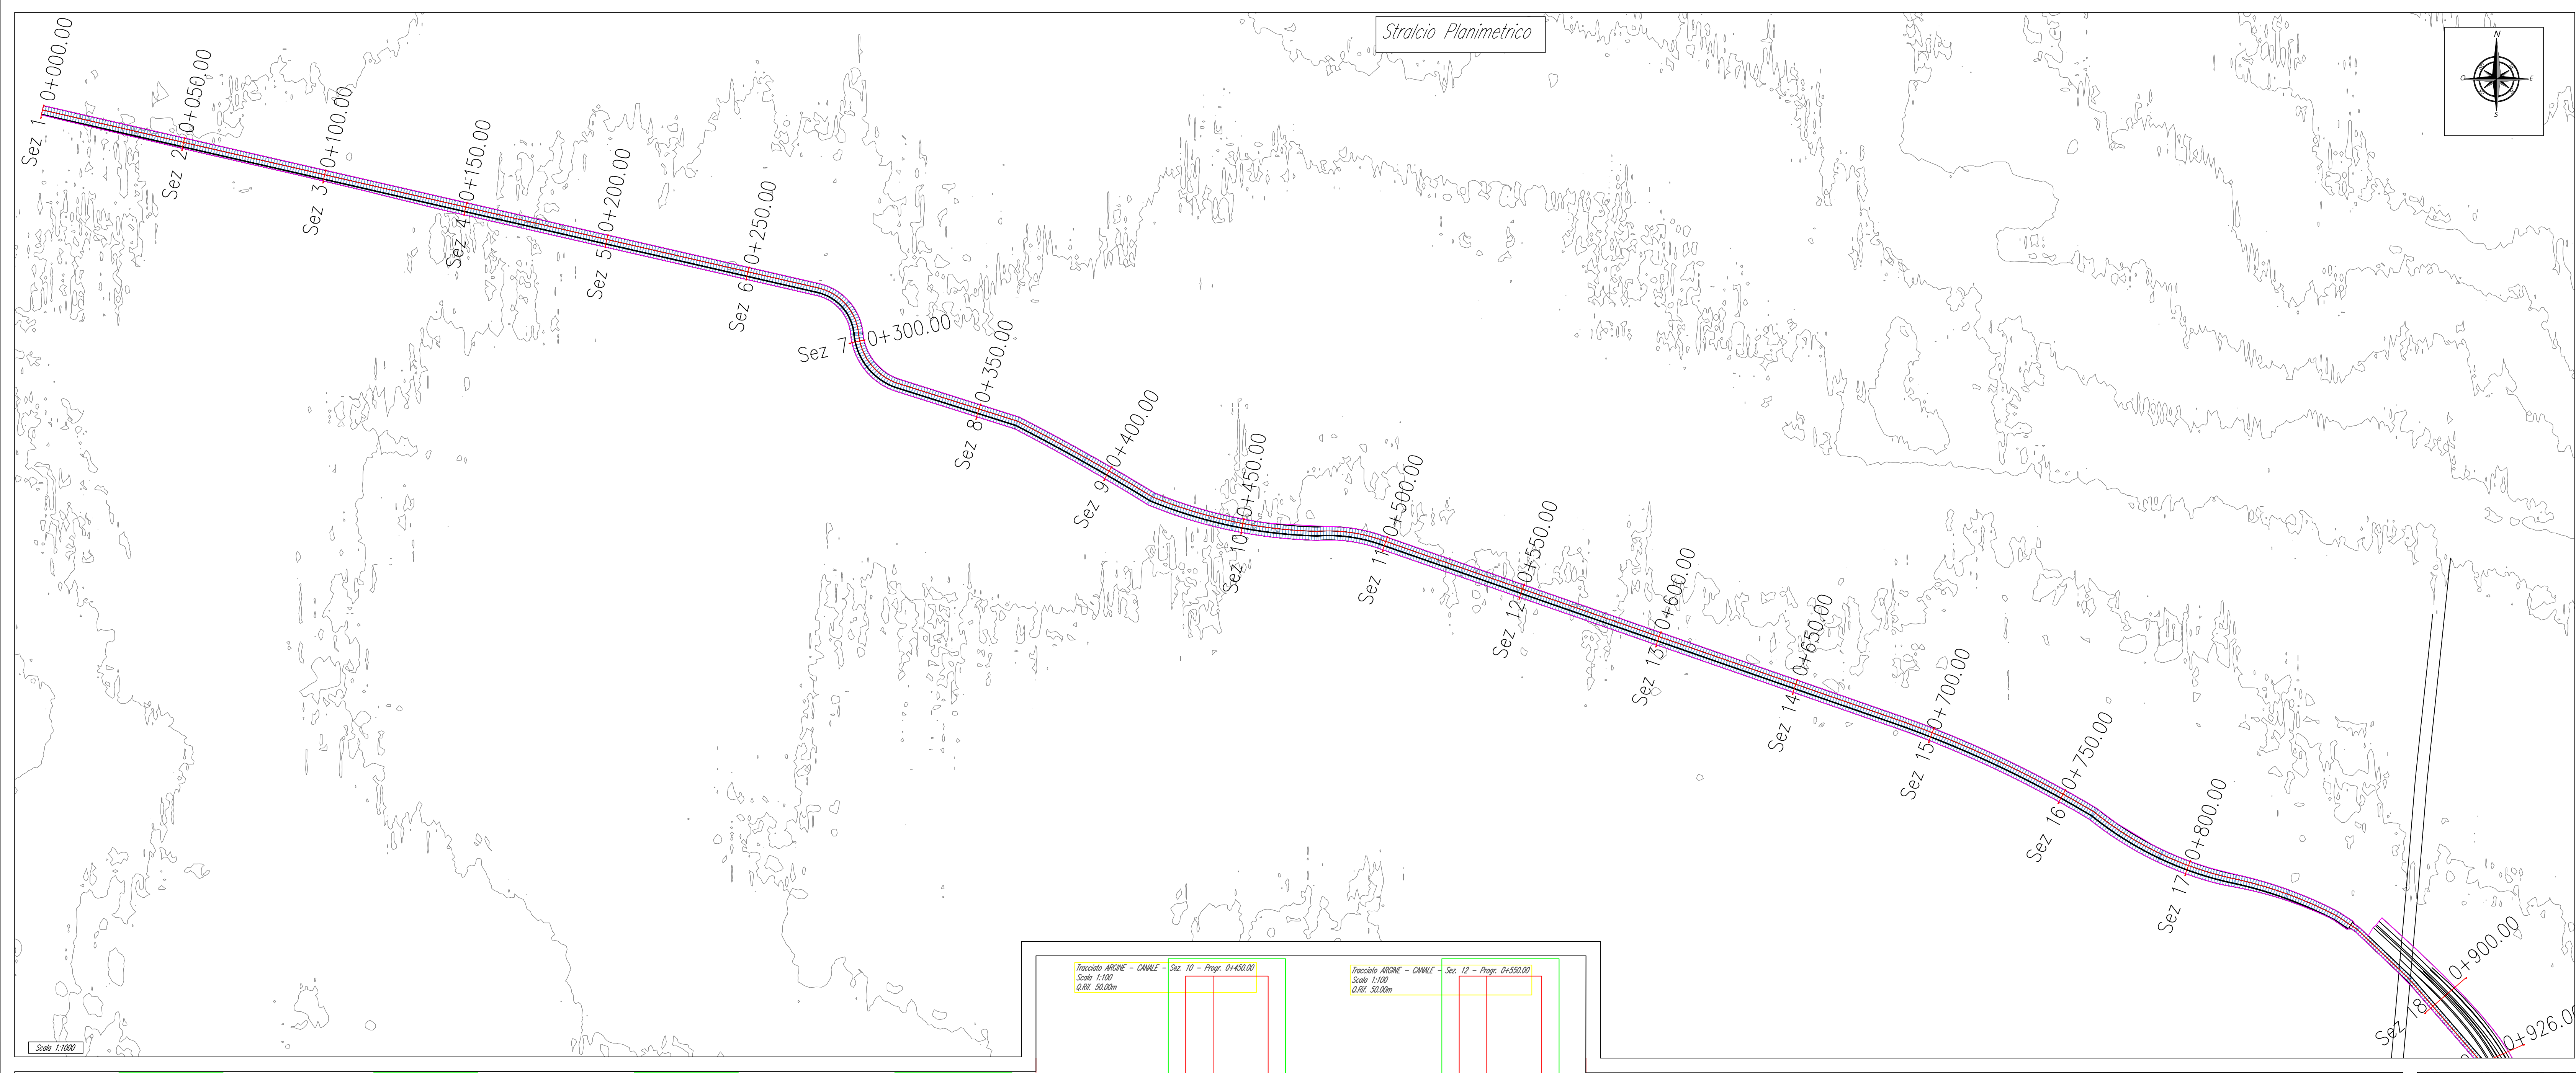 Stralcio Planimetrico
N
O
E
S
Sez 1
0+000.00
Sez 2
0+050.00
Sez 3
0+100.00
Sez 4
0+150.00
Sez 5
0+200.00
Sez 6
0+250.00
Sez 7
0+300.00
Sez 8
0+350.00
Sez 9
0+400.00
Sez 10
0+450.00
Sez 11
0+500.00
Sez 12
0+550.00
Sez 13
0+600.00
Sez 14
0+650.00
Sez 15
0+700.00
Sez 16
0+750.00
Sez 17
0+800.00
Sez 18
0+900.00
0+926.0
Tracciato ARGINE - CANALE - Sez. 10 - Progr. 0+450.00
Scala 1:100
Q.Rif. 50.00m
Tracciato ARGINE - CANALE - Sez. 12 - Progr. 0+550.00
Scala 1:100
Q.Rif. 50.00m
Scala 1:1000